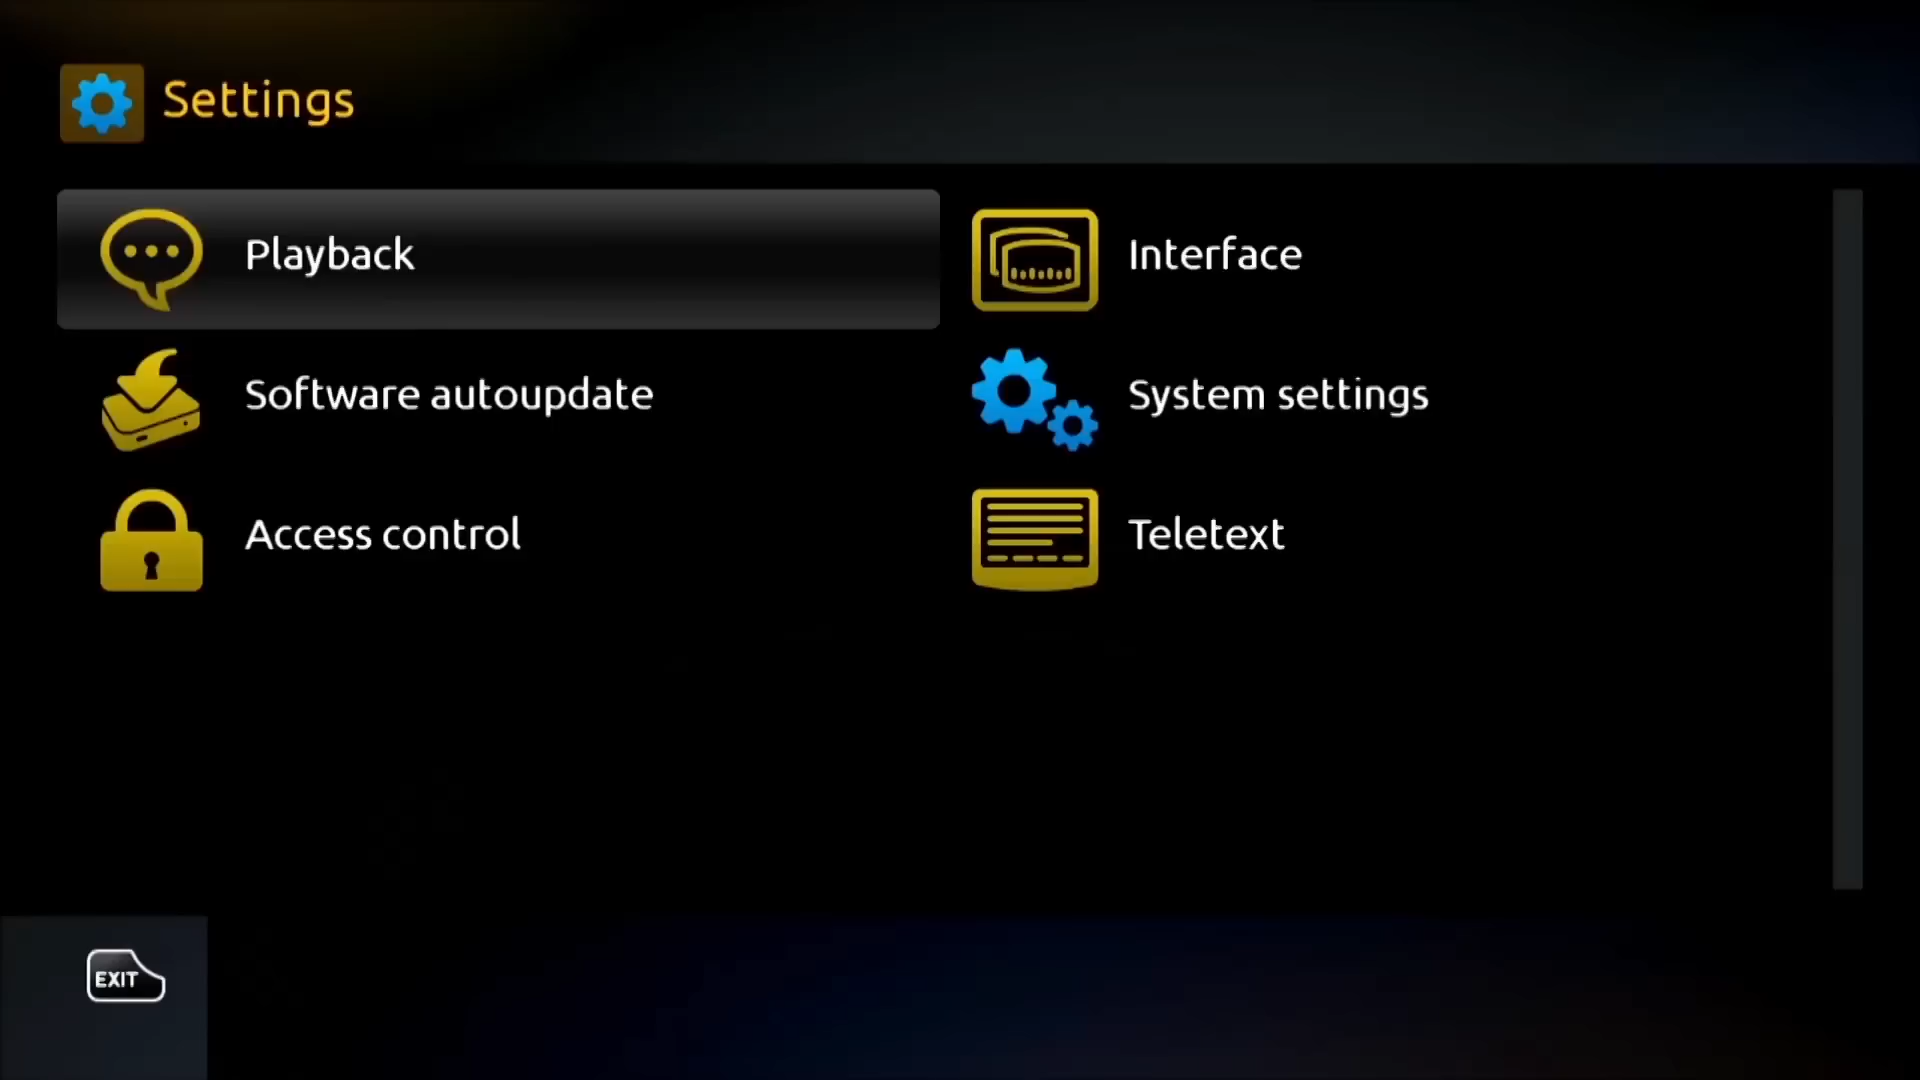 Settings
Playback
Interface
Software autoupdate
System settings
Access control
Teletext
EXIT